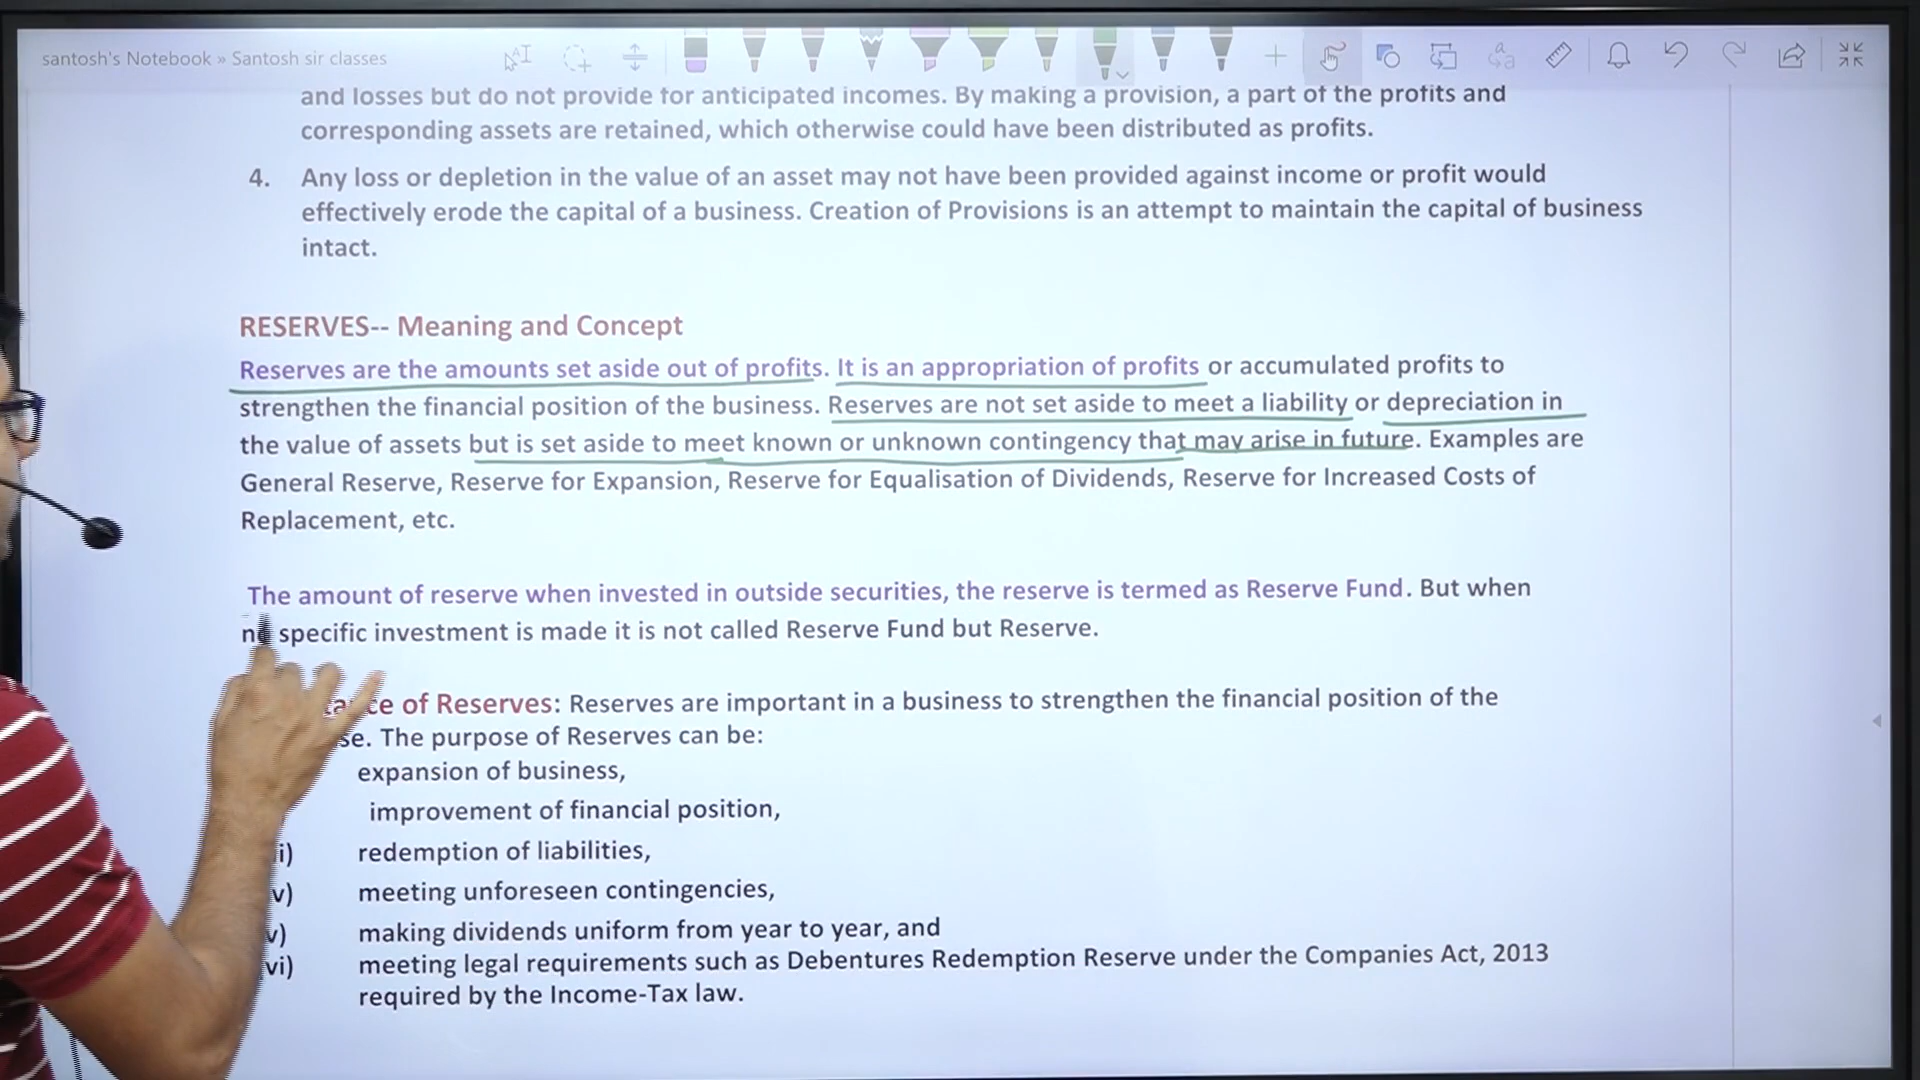 santosh's Notebook » Santosh sir classes
and losses but do not provide for anticipated incomes. By making a provision, a part of the profits and
corresponding assets are retained, which otherwise could have been distributed as profits.
4. Any loss or depletion in the value of an asset may not have been provided against income or profit would
effectively erode the capital of a business. Creation of Provisions is an attempt to maintain the capital of business
intact.
RESERVES-- Meaning and Concept
Reserves are the amounts set aside out of profits. It is an appropriation of profits or accumulated profits to
strengthen the financial position of the business. Reserves are not set aside to meet a liability or depreciation in
the value of assets but is set aside to meet known or unknown contingency that may arise in future. Examples are
General Reserve, Reserve for Expansion, Reserve for Equalisation of Dividends, Reserve for Increased Costs of
Replacement, etc.
The amount of reserve when invested in outside securities, the reserve is termed as Reserve Fund. But when
no specific investment is made it is not called Reserve Fund but Reserve.
of Reserves: Reserves are important in a business to strengthen the financial position of the
The purpose of Reserves can be:
expansion of business,
improvement of financial position,
i) redemption of liabilities,
v) meeting unforeseen contingencies,
v) making dividends uniform from year to year, and
vi) meeting legal requirements such as Debentures Redemption Reserve under the Companies Act, 2013
required by the Income-Tax law.